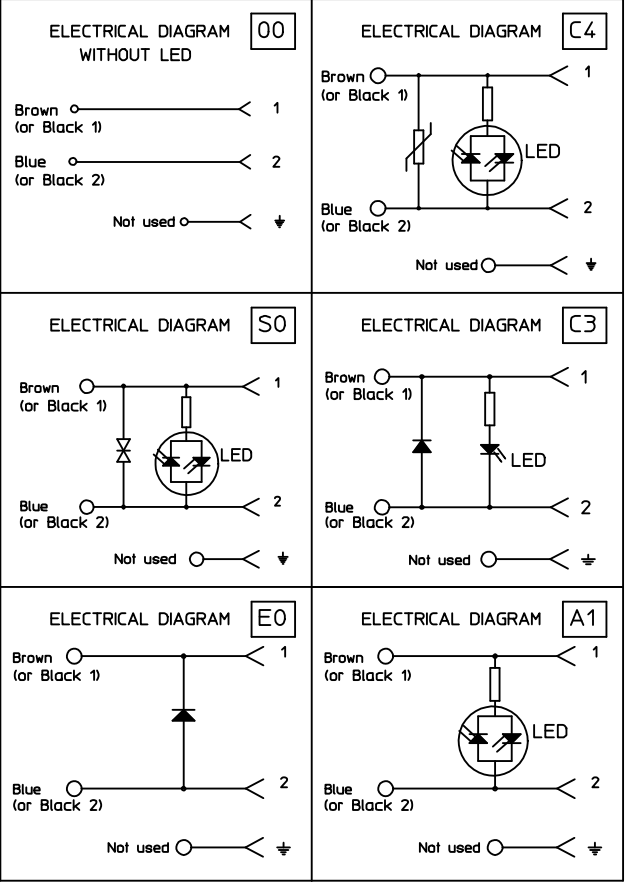 ELECTRICAL DIAGRAM 00
WITHOUT LED
Brown 1
(or Black 1)
Blue 2
(or Black 2)
Not used
ELECTRICAL DIAGRAM C4
Brown 1
(or Black 1)
LED
Blue 2
(or Black 2)
Not used
ELECTRICAL DIAGRAM S0
Brown 1
(or Black 1)
LED
Blue 2
(or Black 2)
Not used
ELECTRICAL DIAGRAM C3
Brown 1
(or Black 1)
LED
Blue 2
(or Black 2)
Not used
ELECTRICAL DIAGRAM E0
Brown 1
(or Black 1)
Blue 2
(or Black 2)
Not used
ELECTRICAL DIAGRAM A1
Brown 1
(or Black 1)
LED
Blue 2
(or Black 2)
Not used